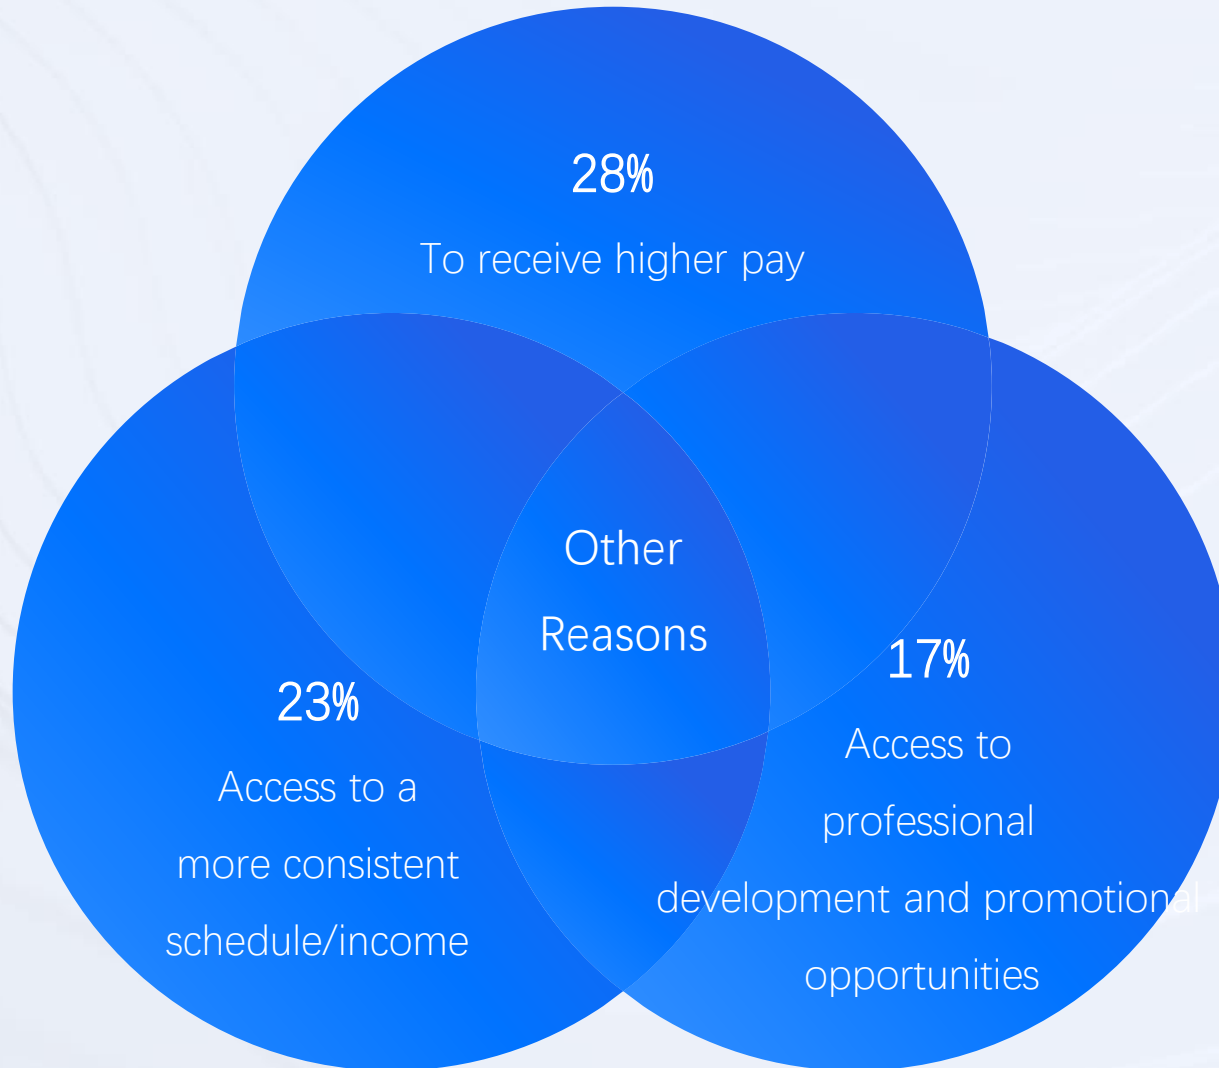 28%
To receive higher pay
Other
Reasons
23%
Access to a
more consistent
schedule/income
17%
Access to
professional
development and promotional
opportunities